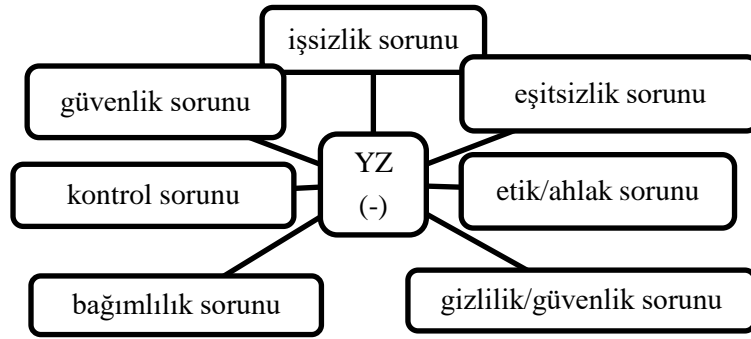 işsizlik sorunu
güvenlik sorunu
eşitsizlik sorunu
YZ
(-)
kontrol sorunu
etik/ahlak sorunu
bağımlılık sorunu
gizlilik/güvenlik sorunu